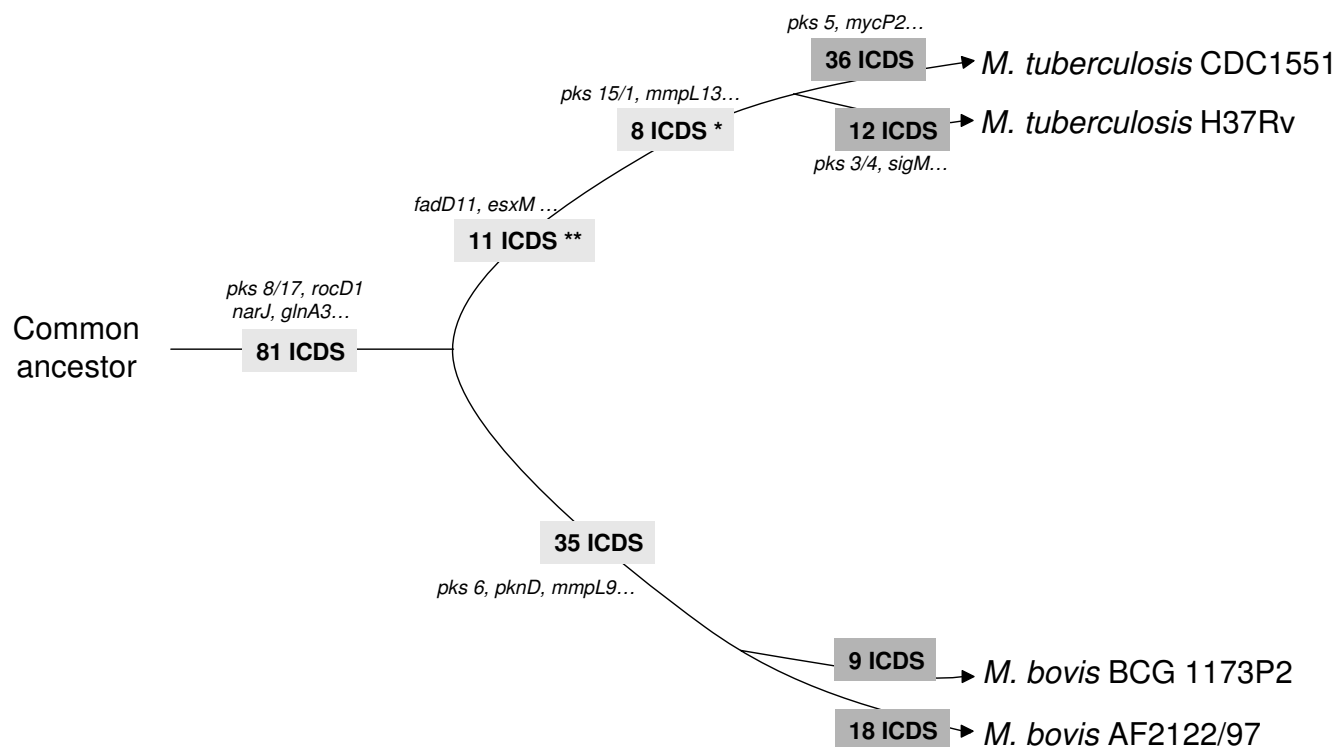 pks 5, mycP2…
36 ICDS
M. tuberculosis CDC1551
pks 15/1, mmpL13…
8 ICDS *
12 ICDS
M. tuberculosis H37Rv
pks 3/4, sigM…
fadD11, esxM …
11 ICDS **
pks 8/17, rocD1
narJ, glnA3…
Common
ancestor
81 ICDS
35 ICDS
pks 6, pknD, mmpL9…
9 ICDS
M. bovis BCG 1173P2
18 ICDS
M. bovis AF2122/97